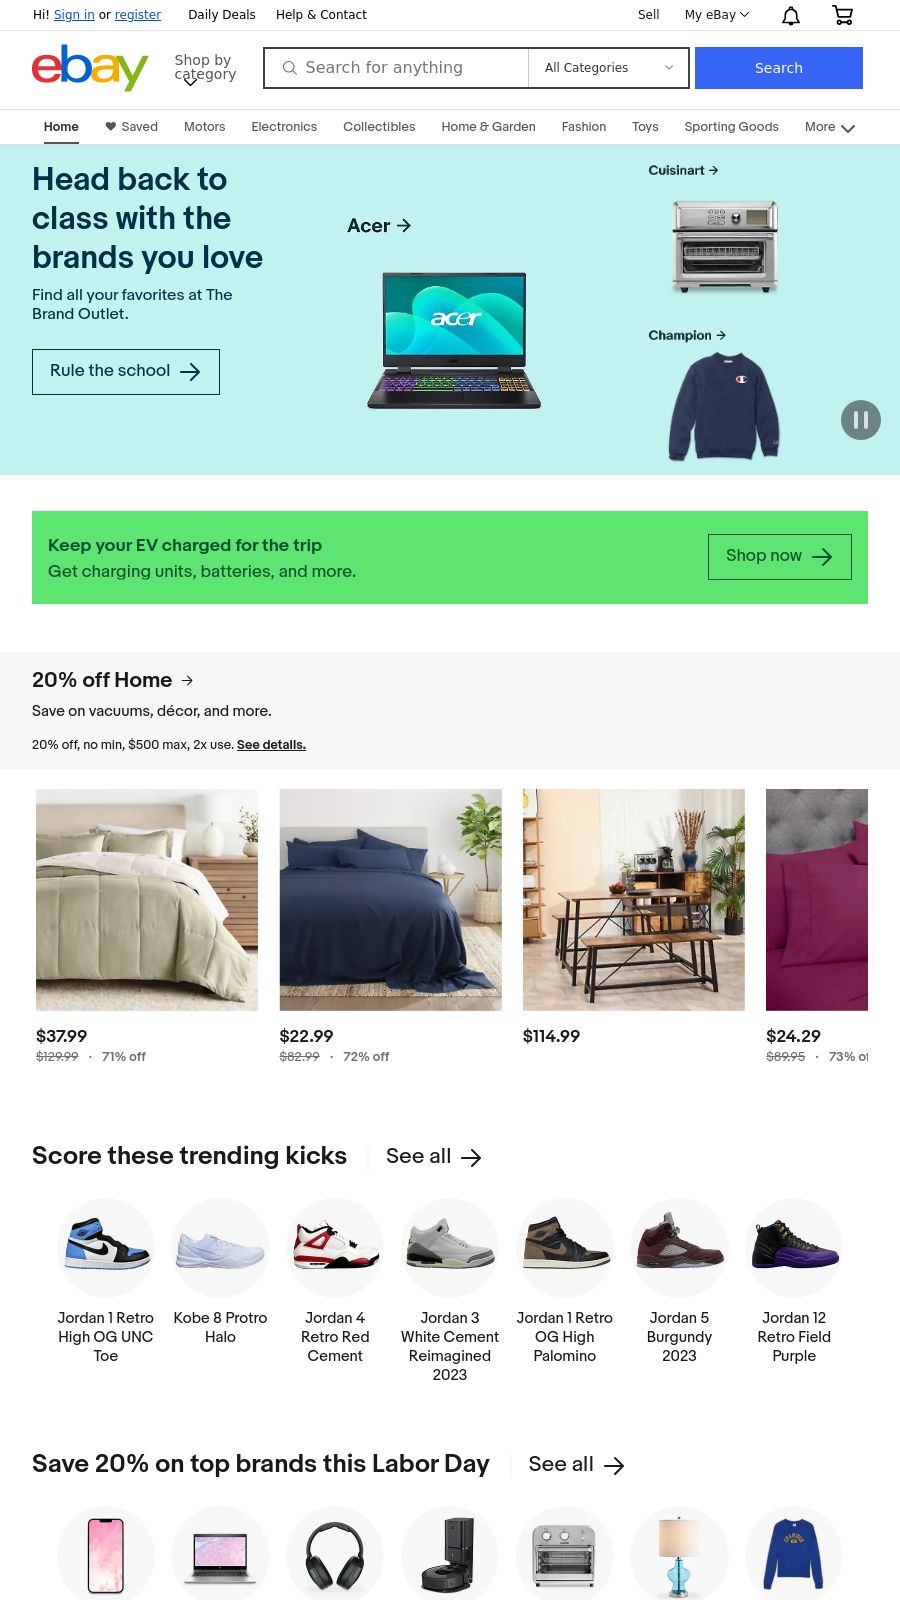 Hi! Sign in or register
Daily Deals
Help & Contact
Sell
My eBay
ebay
Shop by
category
Search for anything
All Categories
Search
Home
Saved
Motors
Electronics
Collectibles
Home & Garden
Fashion
Toys
Sporting Goods
More
Head back to
class with the
brands you love
Find all your favorites at The
Brand Outlet.
Rule the school
Acer
acer
Cuisinart
Champion
Keep your EV charged for the trip
Get charging units, batteries, and more.
Shop now
20% off Home
Save on vacuums, décor, and more.
20% off, no min, $500 max, 2x use. See details.
$37.99
$129.99 · 71% off
$22.99
$82.99 · 72% off
$114.99
$24.29
$89.95 · 73% of
Score these trending kicks
See all
Jordan 1 Retro
High OG UNC
Toe
Kobe 8 Protro
Halo
Jordan 4
Retro Red
Cement
Jordan 3
White Cement
Reimagined
2023
Jordan 1 Retro
OG High
Palomino
Jordan 5
Burgundy
2023
Jordan 12
Retro Field
Purple
Save 20% on top brands this Labor Day
See all
CHAMPION